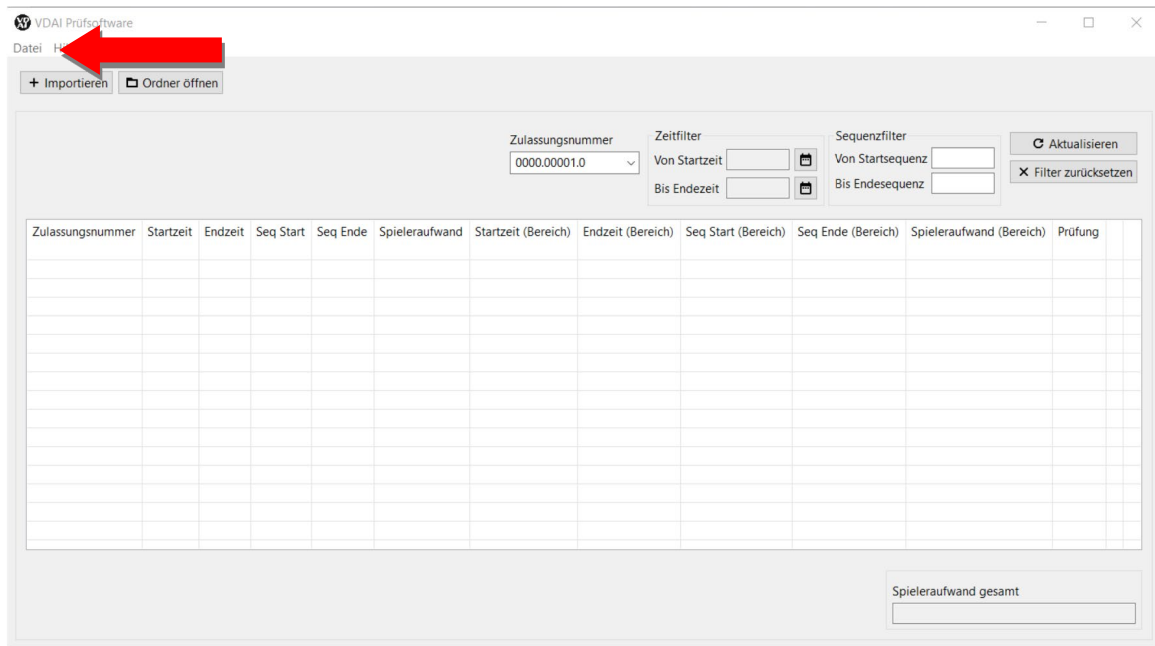 VDAI Prüfsoftware
Datei
+ Importieren Ordner öffnen
Zulassungsnummer
0000.00001.0
Zeitfilter
Von Startzeit
Bis Endezeit
Sequenzfilter
Von Startsequenz
Bis Endesequenz
Aktualisieren
Filter zurücksetzen
Zulassungsnummer Startzeit Endzeit Seq Start Seq Ende Spieleraufwand Startzeit (Bereich) Endzeit (Bereich) Seq Start (Bereich) Seq Ende (Bereich) Spieleraufwand (Bereich) Prüfung
Spieleraufwand gesamt